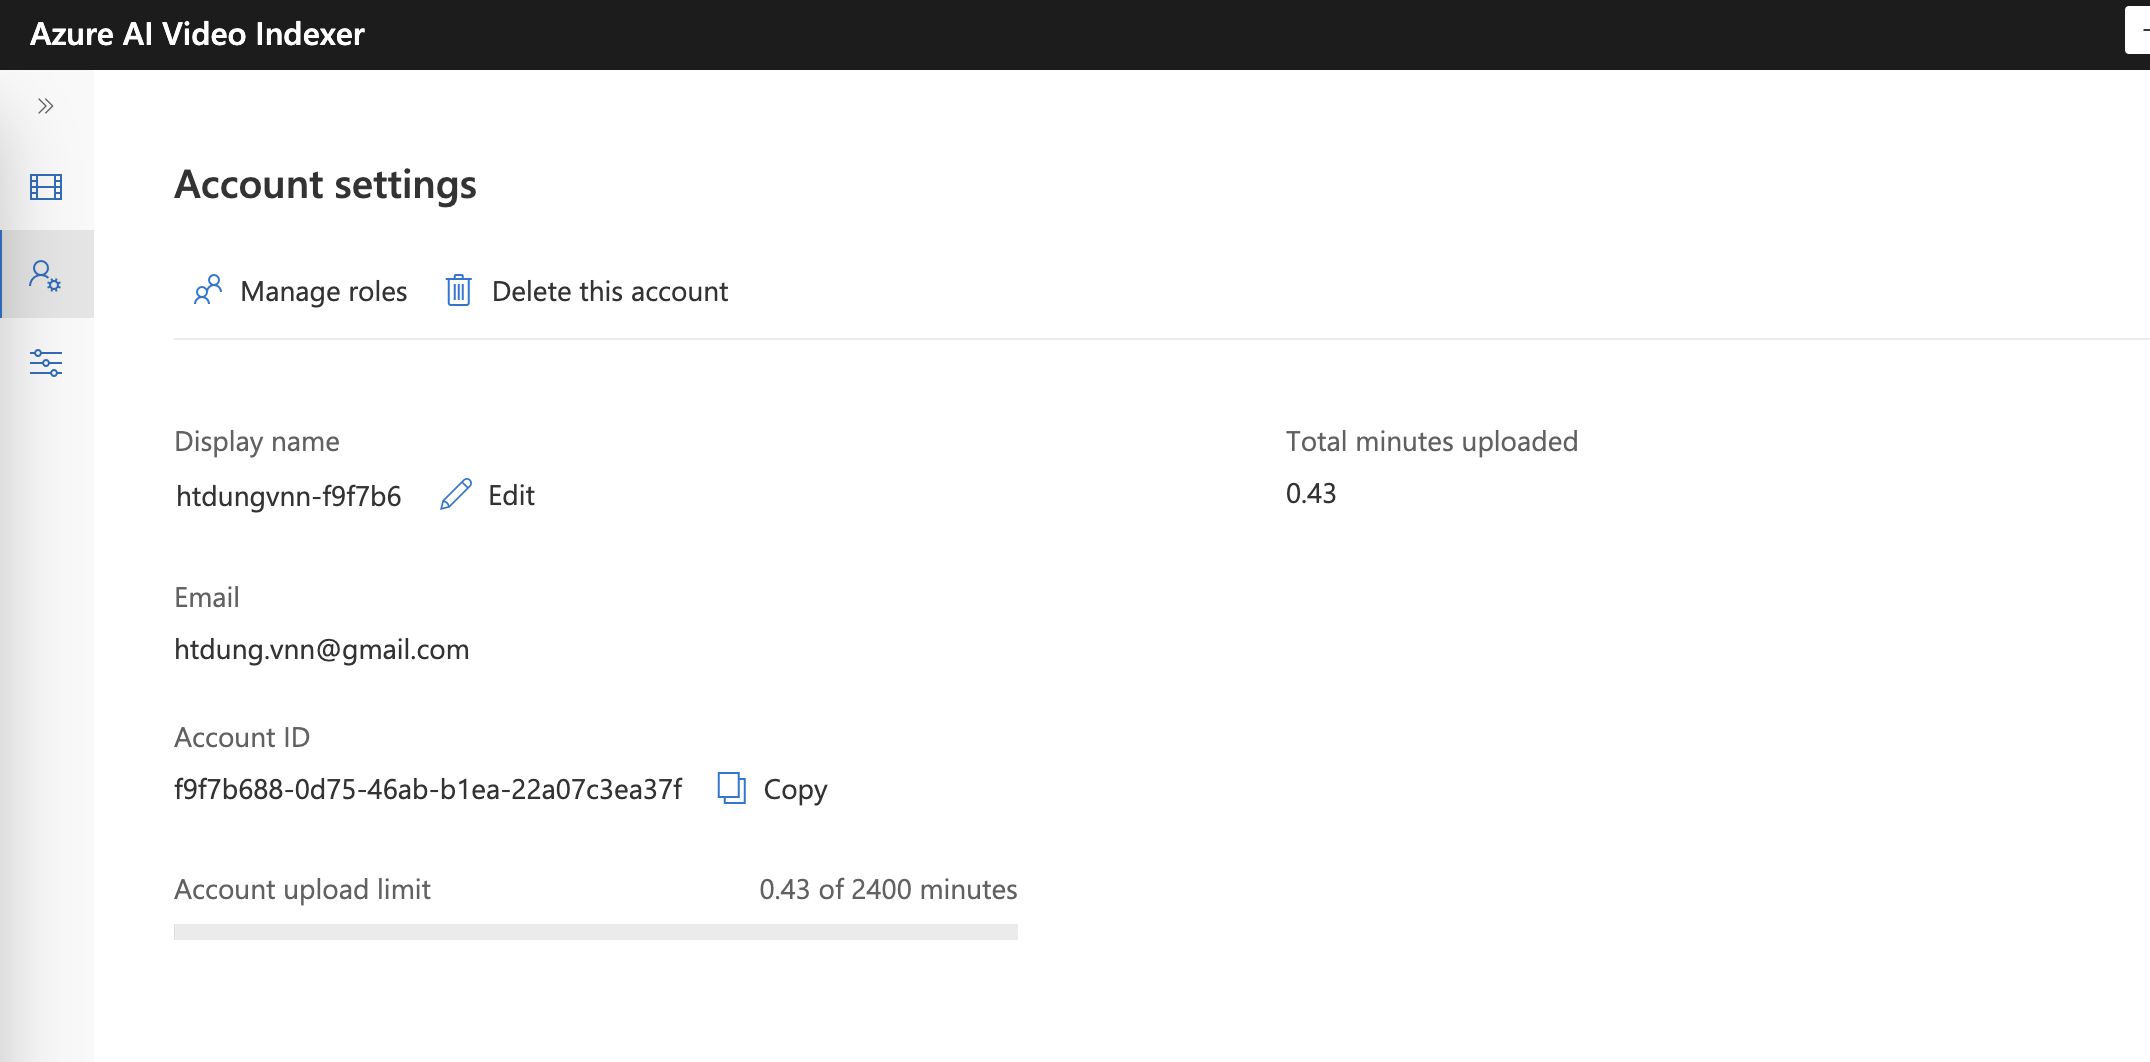 Azure AI Video Indexer
Account settings
Manage roles
Delete this account
Display name
htdungvnn-f9f7b6
Edit
Total minutes uploaded
0.43
Email
htdung.vnn@gmail.com
Account ID
f9f7b688-0d75-46ab-b1ea-22a07c3ea37f
Copy
Account upload limit
0.43 of 2400 minutes